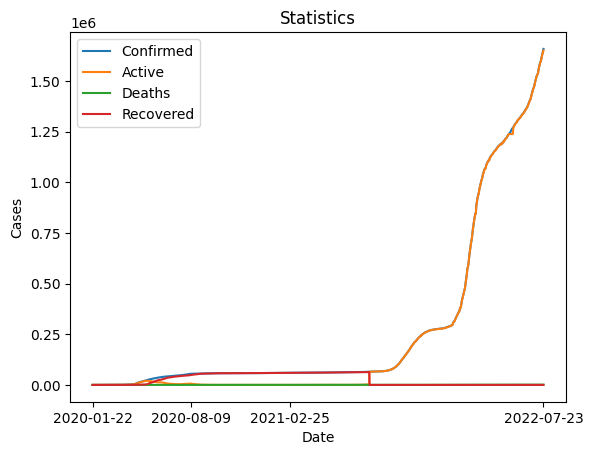 Statistics
1e6
Confirmed
Active
Deaths
Recovered
1.50
1.25
1.00
0.75
0.50
0.25
0.00
Cases
2020-01-22
2020-08-09
2021-02-25
2022-07-23
Date